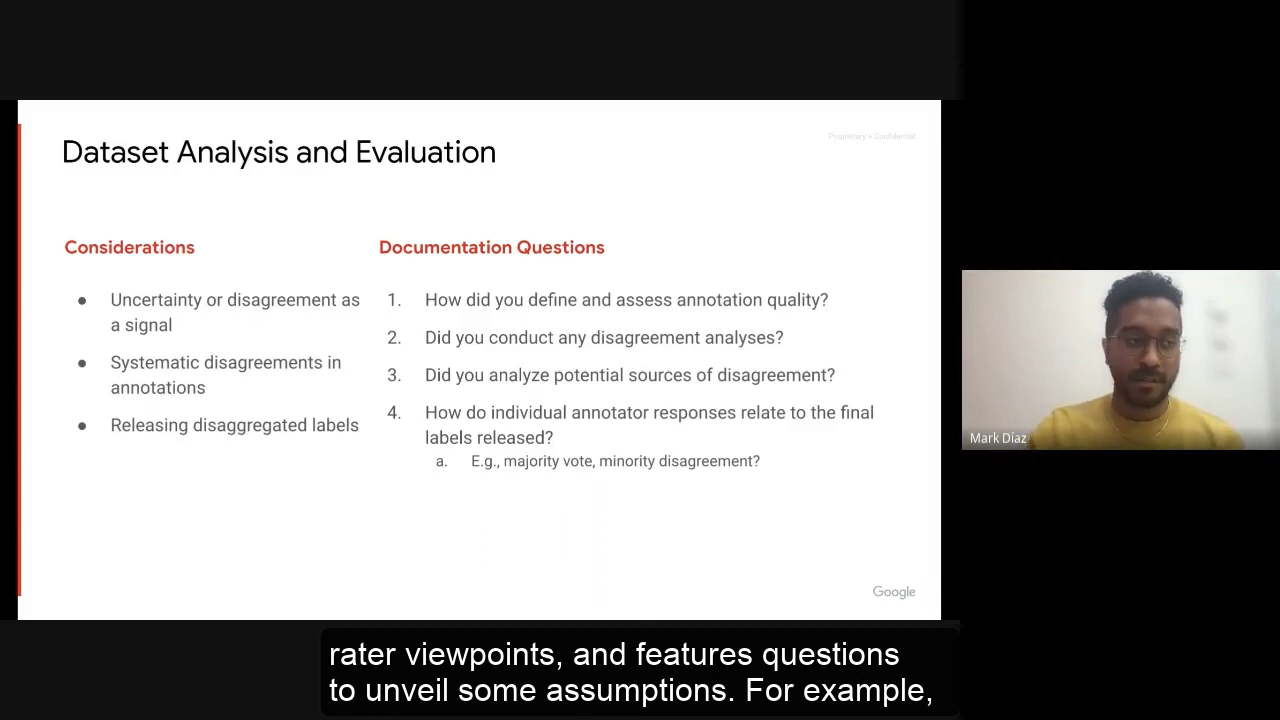 Proprietary + Confidential
Dataset Analysis and Evaluation
Considerations
● Uncertainty or disagreement as
a signal
● Systematic disagreements in
annotations
● Releasing disaggregated labels
Documentation Questions
1. How did you define and assess annotation quality?
2. Did you conduct any disagreement analyses?
3. Did you analyze potential sources of disagreement?
4. How do individual annotator responses relate to the final
labels released?
a. E.g., majority vote, minority disagreement?
Google
Mark Díaz
rater viewpoints, and features questions
to unveil some assumptions. For example,